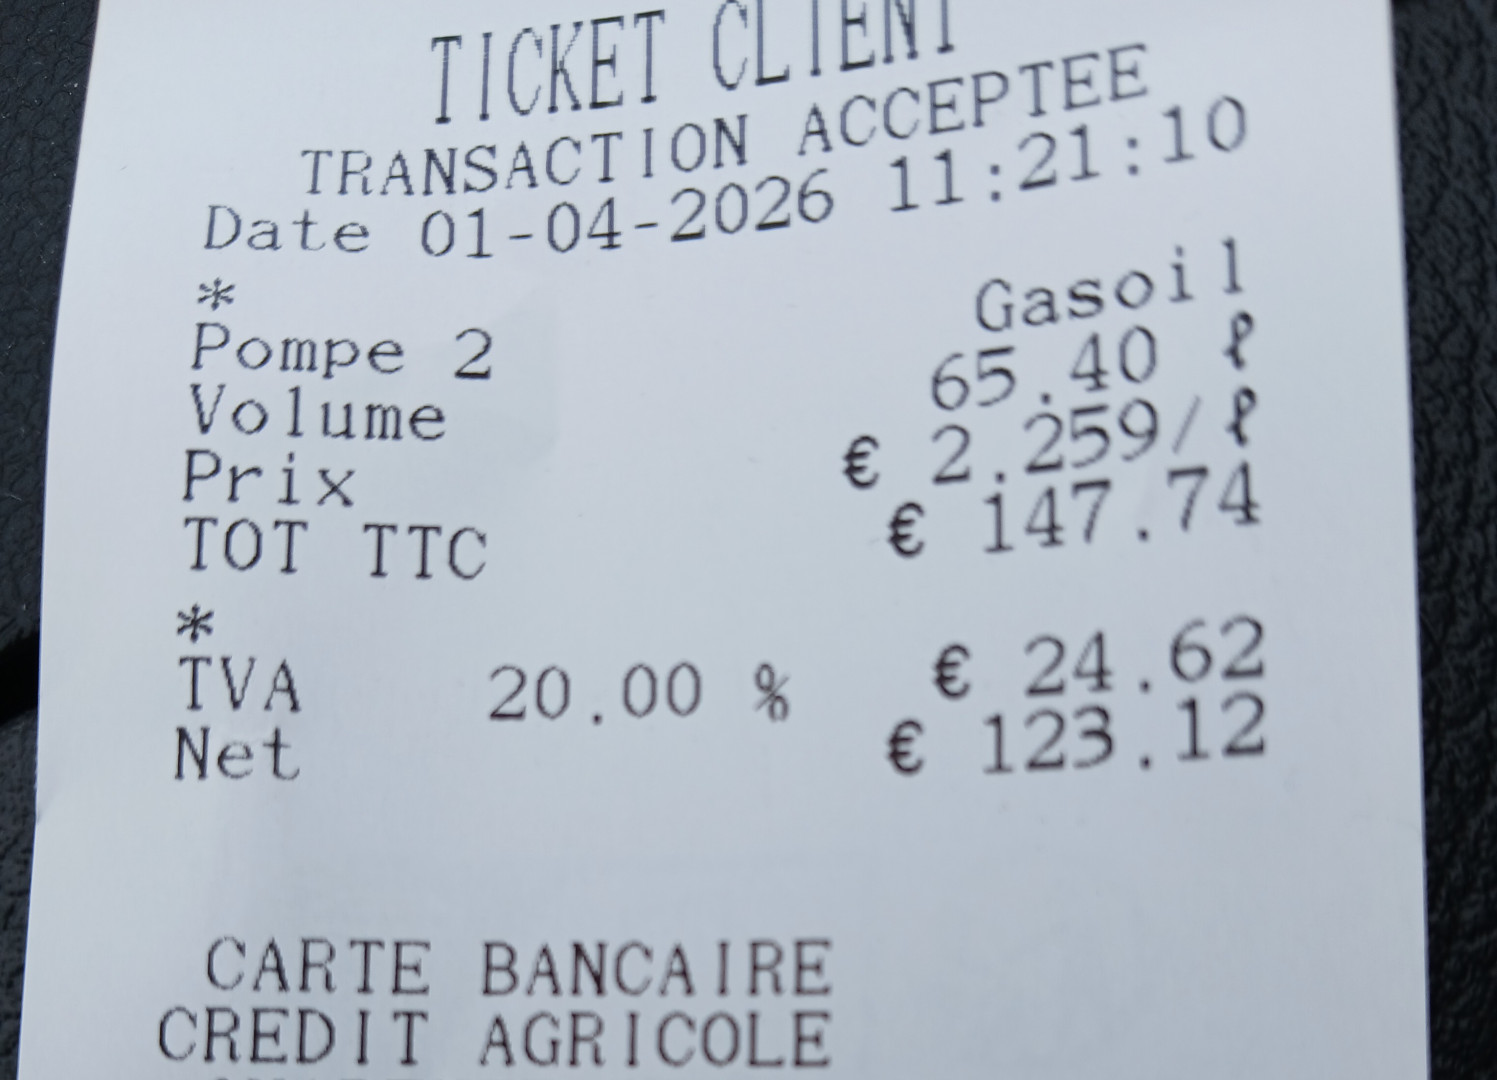 TICKET CLIENT
TRANSACTION ACCEPTEE
Date 01-04-2026 11:21:10
*
Pompe 2 Gasoil
Volume 65.40 ℓ
Prix € 2.259/ℓ
TOT TTC € 147.74
*
TVA 20.00 % € 24.62
Net € 123.12
CARTE BANCAIRE
CREDIT AGRICOLE